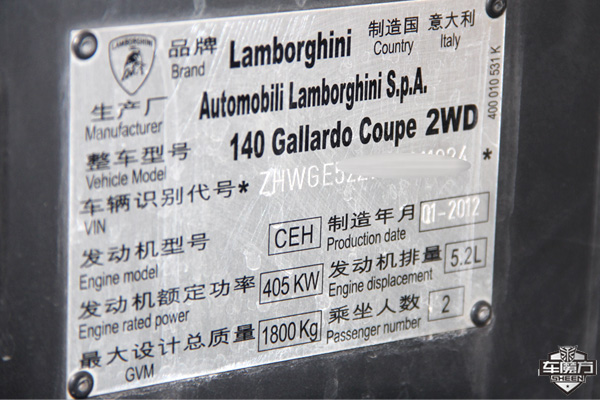 LAMBORGHINI
品牌 Lamborghini 制造国 意大利
Brand Country Italy
生产厂 Automobili Lamborghini S.p.A.
Manufacturer
整车型号 140 Gallardo Coupe 2WD
Vehicle Model
车辆识别代号* ZHWGE522 *
VIN
发动机型号 CEH 制造年月 01-2012
Engine model Production date
发动机额定功率 405 KW 发动机排量 5.2L
Engine rated power Engine displacement
最大设计总质量 1800 Kg 乘坐人数 2
GVM Passenger number
400 010 531 K
车魔方
SHEEN